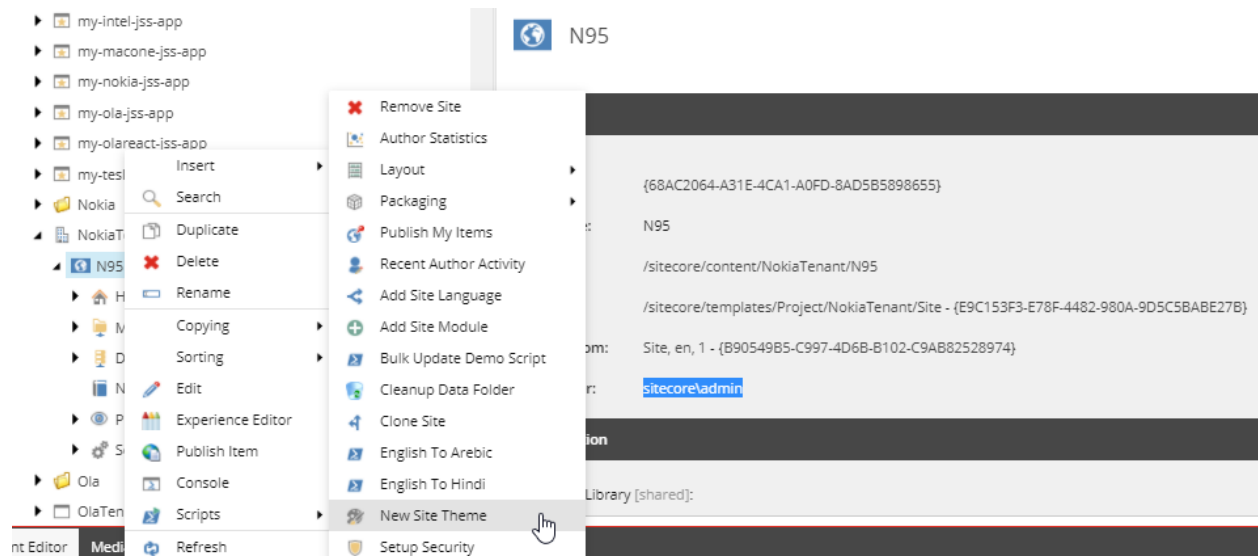 my-intel-jss-app
my-macone-jss-app
my-nokia-jss-app
my-ola-jss-app
my-olareact-jss-app
my-tesl
Nokia
NokiaT
N95
H
M
D
N
P
S
Ola
OlaTen
nt Editor
Medi
Insert
Search
Duplicate
Delete
Rename
Copying
Sorting
Edit
Experience Editor
Publish Item
Console
Scripts
Refresh
Remove Site
Author Statistics
Layout
Packaging
Publish My Items
Recent Author Activity
Add Site Language
Add Site Module
Bulk Update Demo Script
Cleanup Data Folder
Clone Site
English To Arebic
English To Hindi
New Site Theme
Setup Security
N95
{68AC2064-A31E-4CA1-A0FD-8AD5B5898655}
e: N95
/sitecore/content/NokiaTenant/N95
/sitecore/templates/Project/NokiaTenant/Site - {E9C153F3-E78F-4482-980A-9D5C5BABE27B}
om: Site, en, 1 - {B90549B5-C997-4D6B-B102-C9AB82528974}
r: sitecore\admin
ion
Library [shared]: